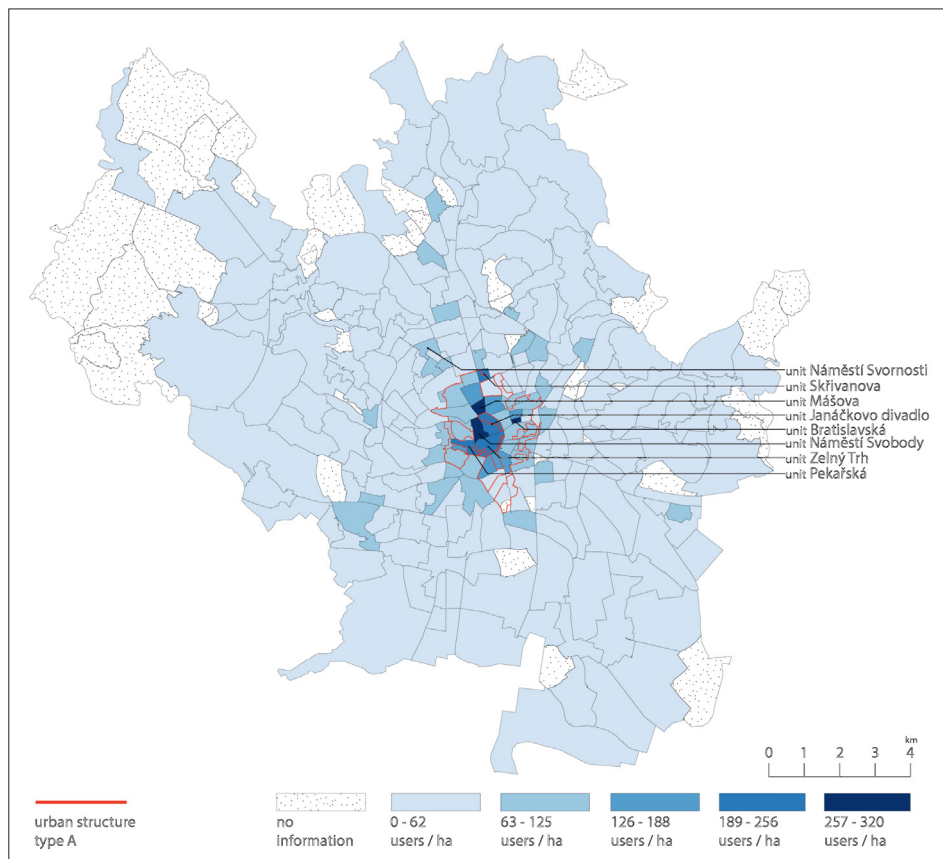 unit Náměstí Svornosti
unit Skřivanova
unit Mášova
unit Janáčkovo divadlo
unit Bratislavská
unit Náměstí Svobody
unit Zelný Trh
unit Pekařská
km
0 1 2 3 4
urban structure
type A
no
information
0 - 62
users / ha
63 - 125
users / ha
126 - 188
users / ha
189 - 256
users / ha
257 - 320
users / ha